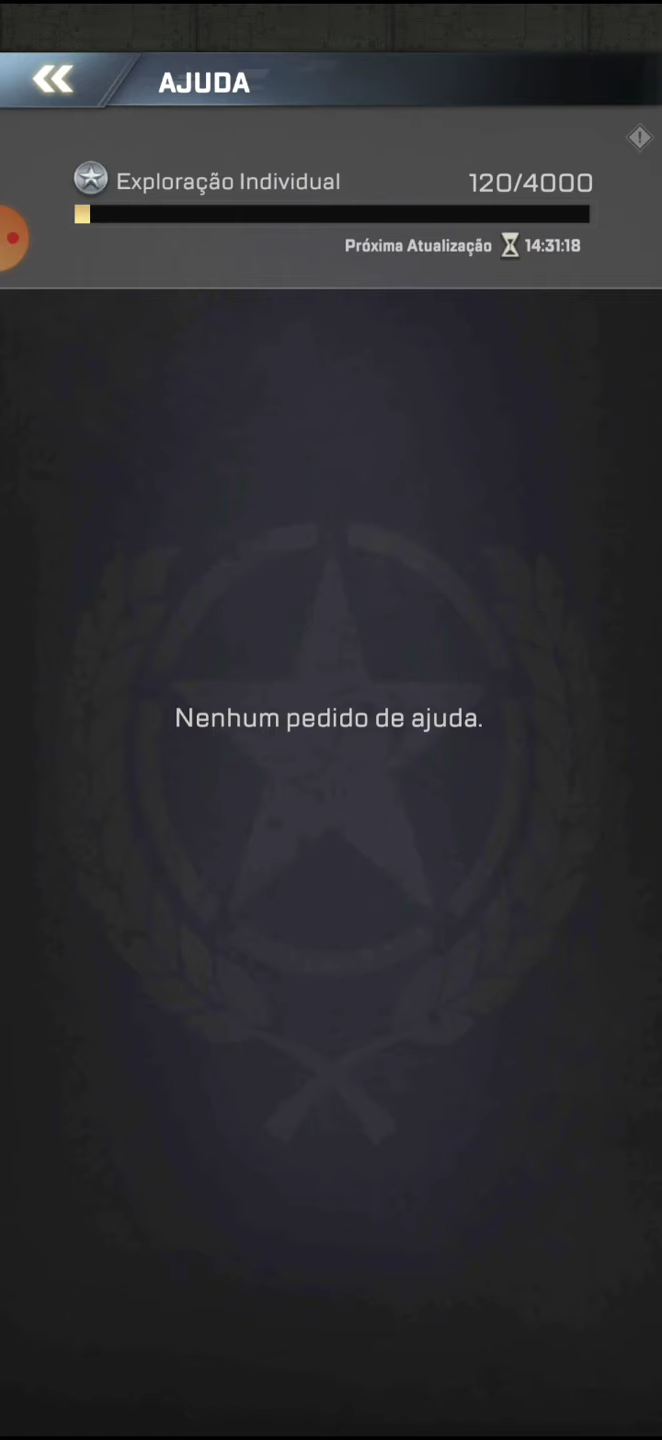 AJUDA
Exploração Individual 120/4000
Próxima Atualização 14:31:18
Nenhum pedido de ajuda.